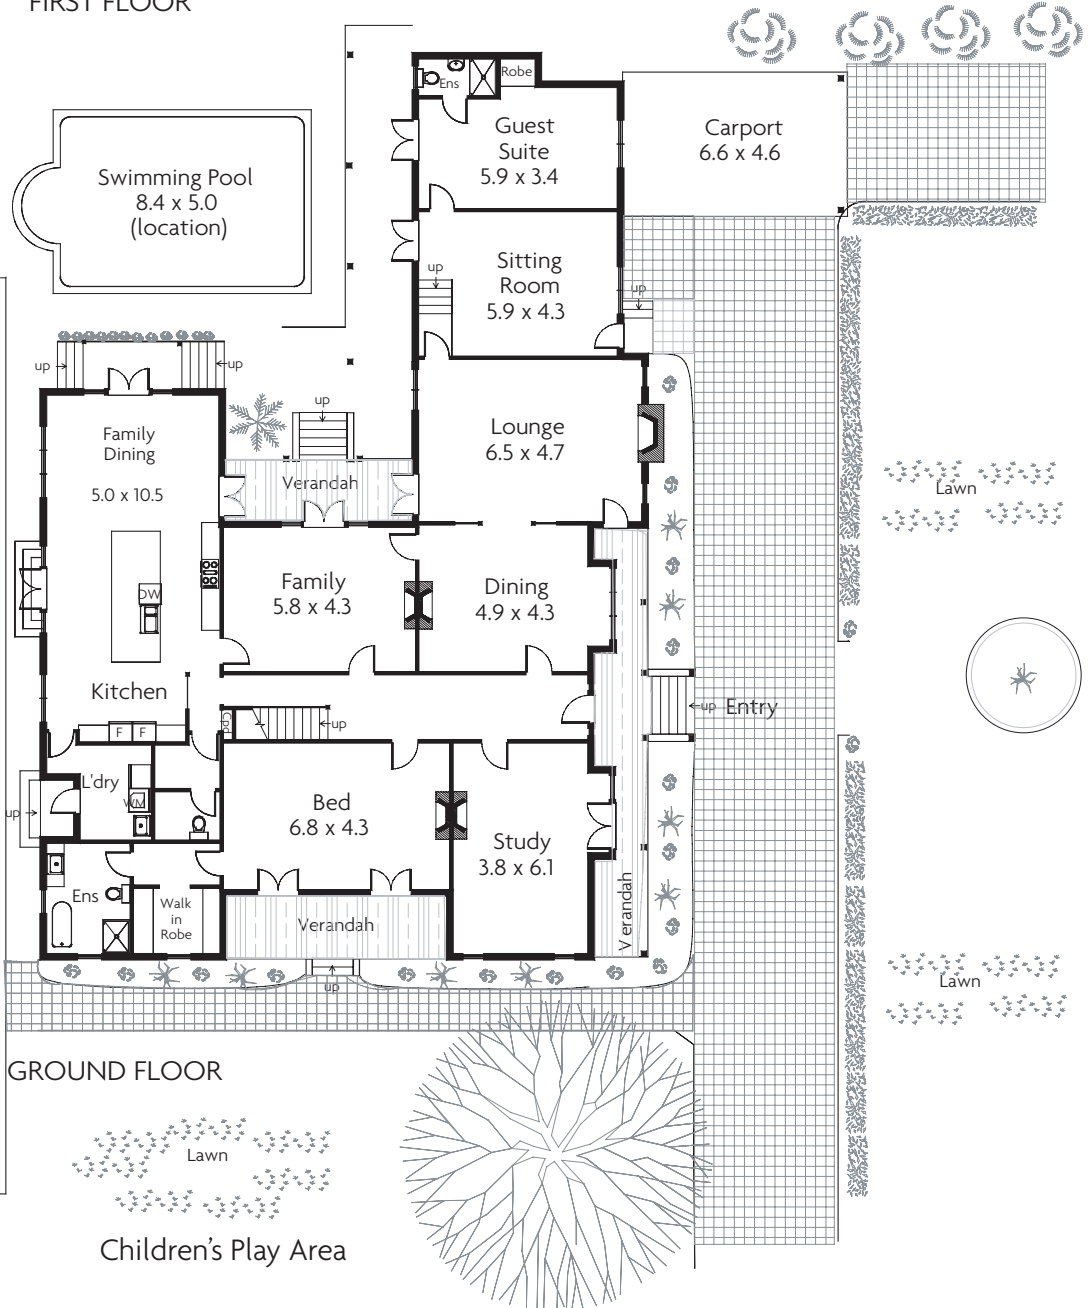 FIRST FLOOR
Ens
Robe
Guest
Suite
5.9 x 3.4
Carport
6.6 x 4.6
Swimming Pool
8.4 x 5.0
(location)
up
Sitting
Room
5.9 x 4.3
up
up
up
up
Family
Dining
5.0 x 10.5
Lounge
6.5 x 4.7
Verandah
Lawn
DW
Family
5.8 x 4.3
Dining
4.9 x 4.3
Kitchen
F
F
Cpd
up
up
Entry
L'dry
WM
up
Bed
6.8 x 4.3
Study
3.8 x 6.1
Ens
Walk
in
Robe
Verandah
Verandah
up
Lawn
GROUND FLOOR
Lawn
Children's Play Area